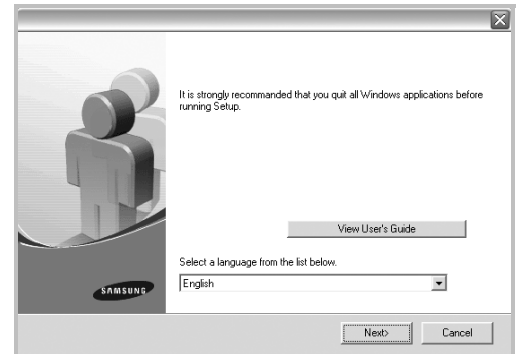 It is strongly recommanded that you quit all Windows applications before
running Setup.
View User's Guide
Select a language from the list below.
SAMSUNG
English
Next>
Cancel